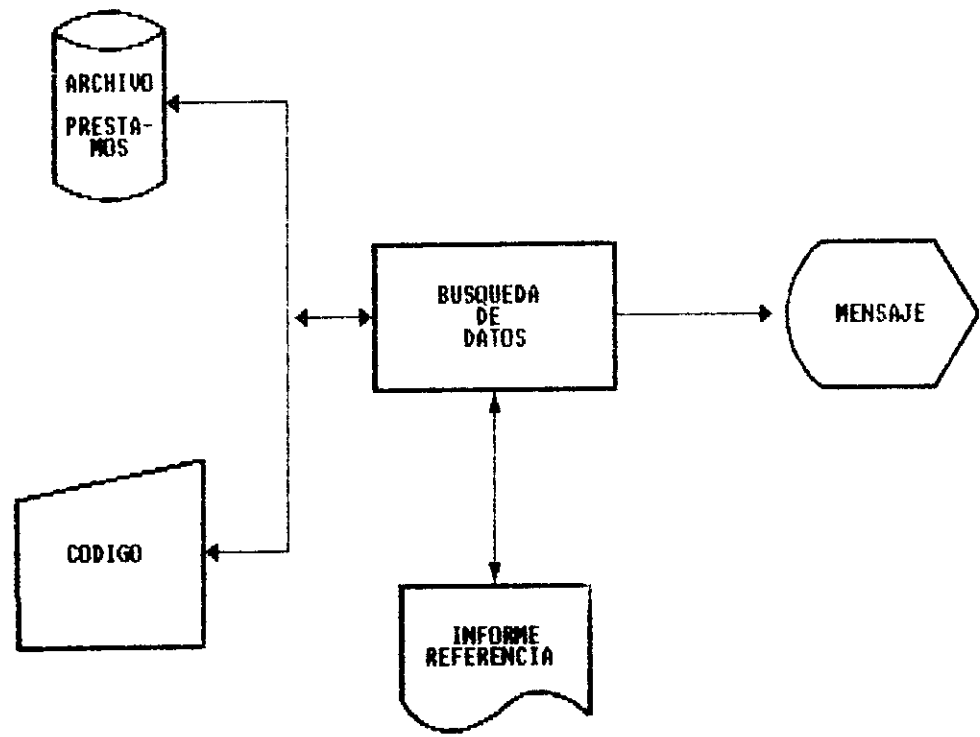 ARCHIVO
PRESTA-
MOS
BUSQUEDA
DE
DATOS
MENSAJE
CODIGO
INFORME
REFERENCIA